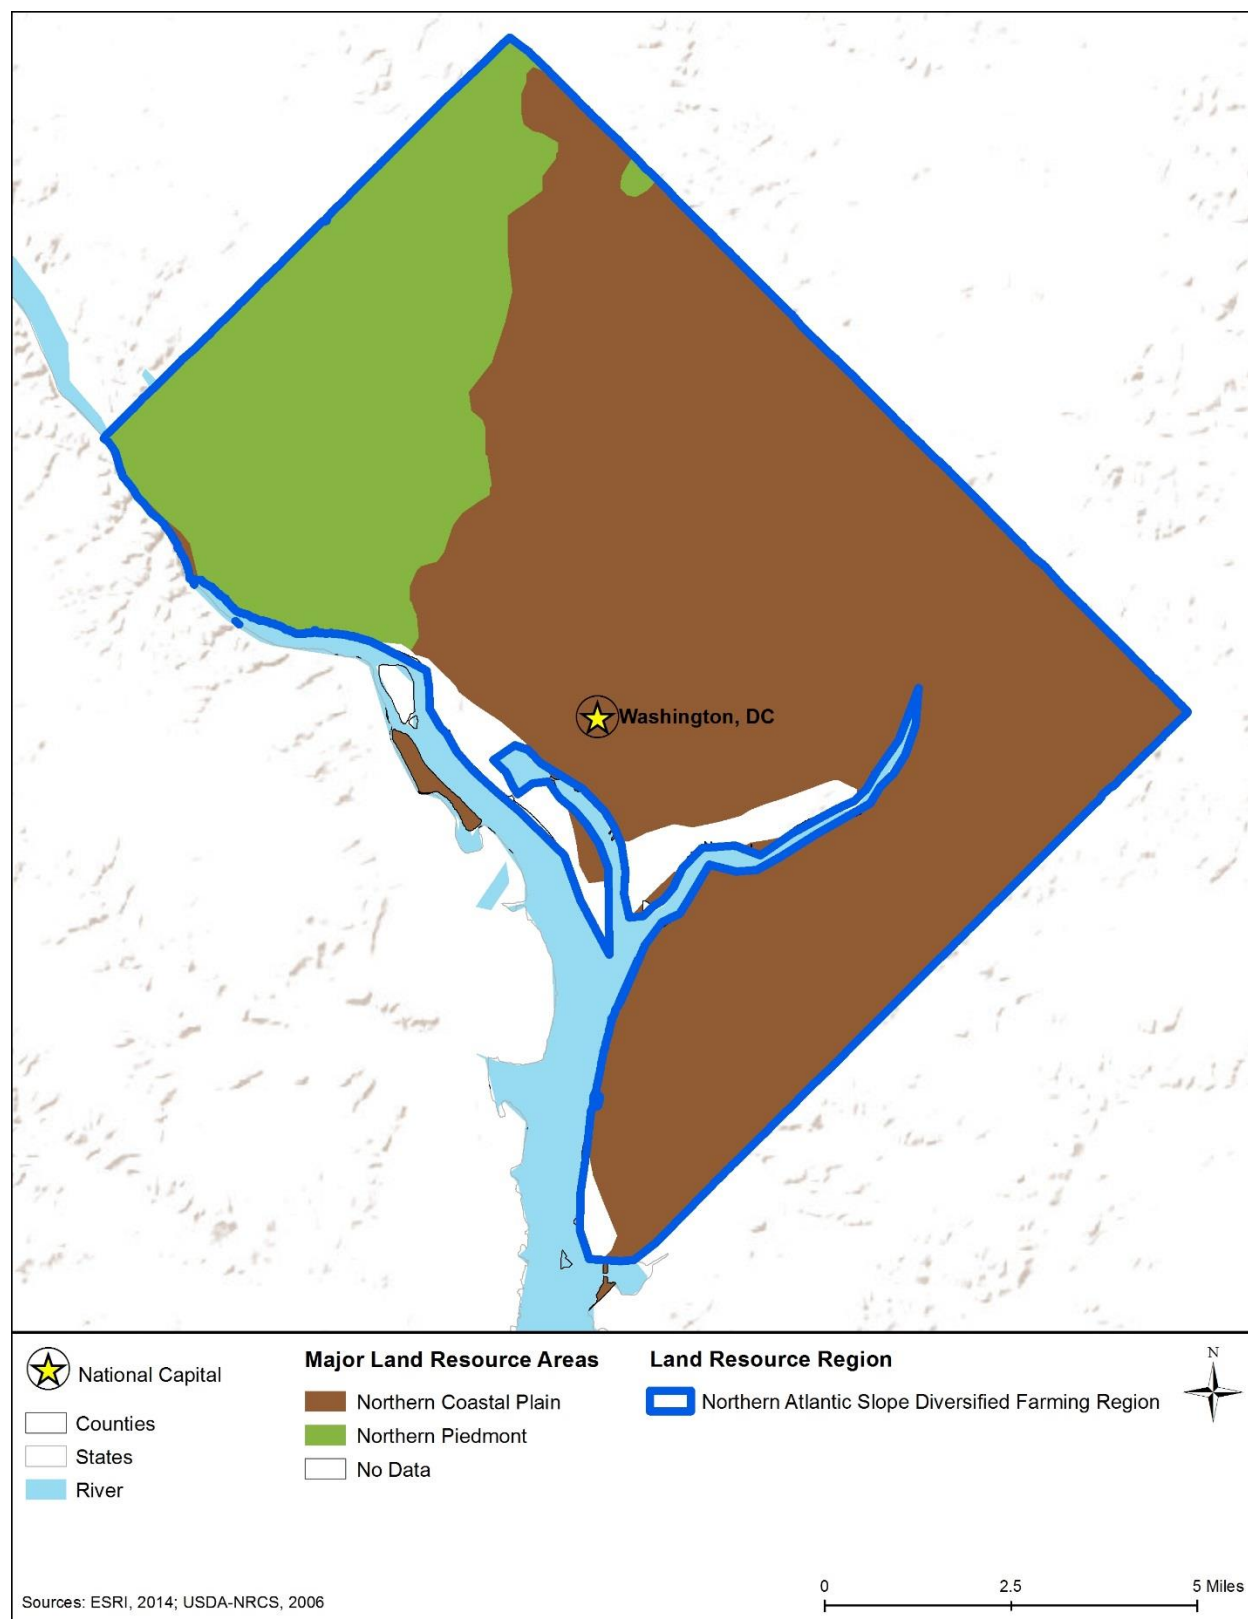 Washington, DC
National Capital
Counties
States
River
Major Land Resource Areas
Northern Coastal Plain
Northern Piedmont
No Data
Land Resource Region
Northern Atlantic Slope Diversified Farming Region
N
Sources: ESRI, 2014; USDA-NRCS, 2006
0 2.5 5 Miles